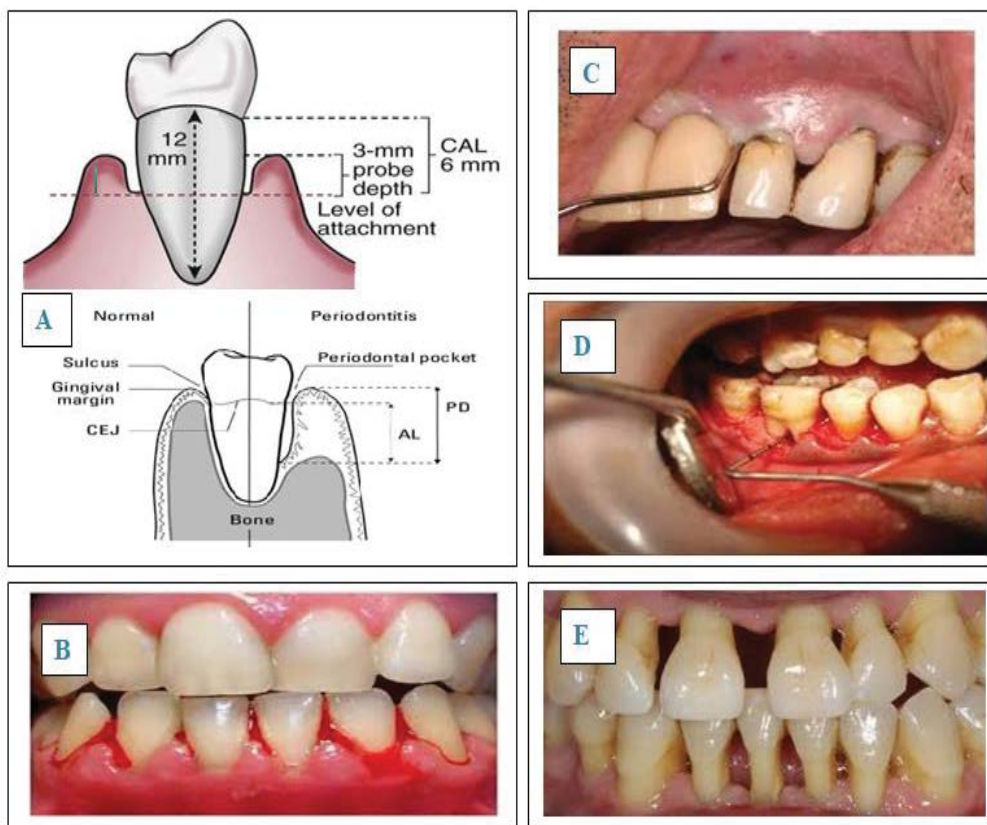 12
mm
3-mm
probe
depth
CAL
6 mm
Level of
attachment
A
Normal
Periodontitis
Sulcus
Periodontal pocket
Gingival
margin
PD
CEJ
AL
Bone
B
C
D
E